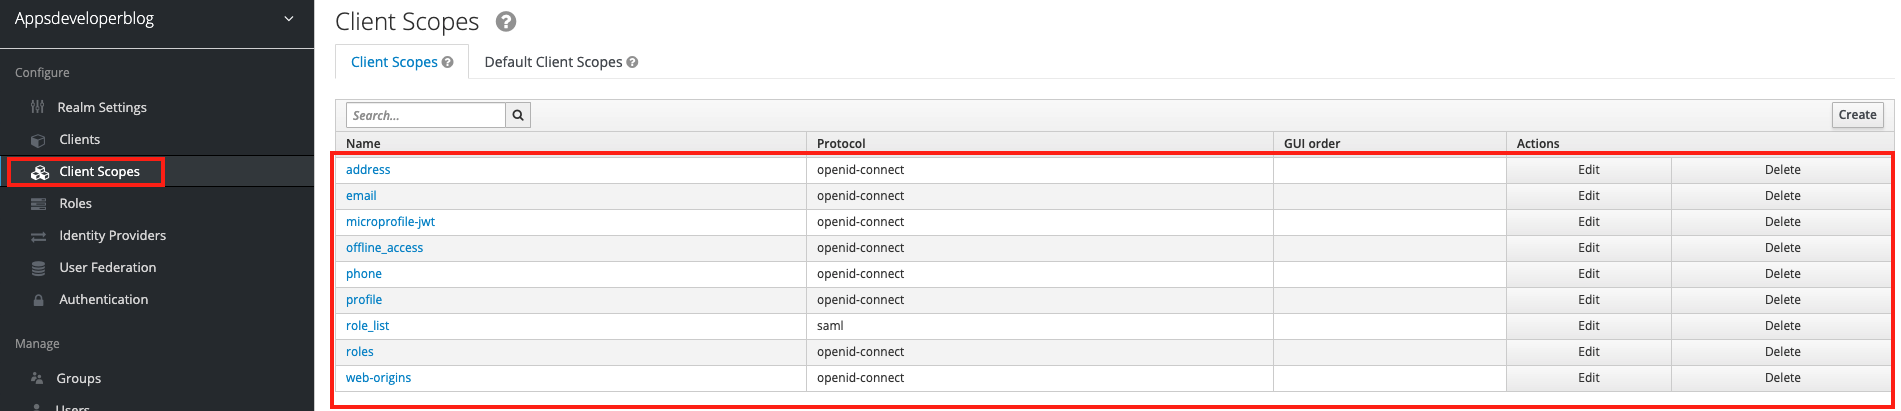 Appsdeveloperblog
Configure
Realm Settings
Clients
Client Scopes
Roles
Identity Providers
User Federation
Authentication
Manage
Groups
Users
Client Scopes ?
Client Scopes ? Default Client Scopes ?
Search...
Create
Name Protocol GUI order Actions
address openid-connect Edit Delete
email openid-connect Edit Delete
microprofile-jwt openid-connect Edit Delete
offline_access openid-connect Edit Delete
phone openid-connect Edit Delete
profile openid-connect Edit Delete
role_list saml Edit Delete
roles openid-connect Edit Delete
web-origins openid-connect Edit Delete